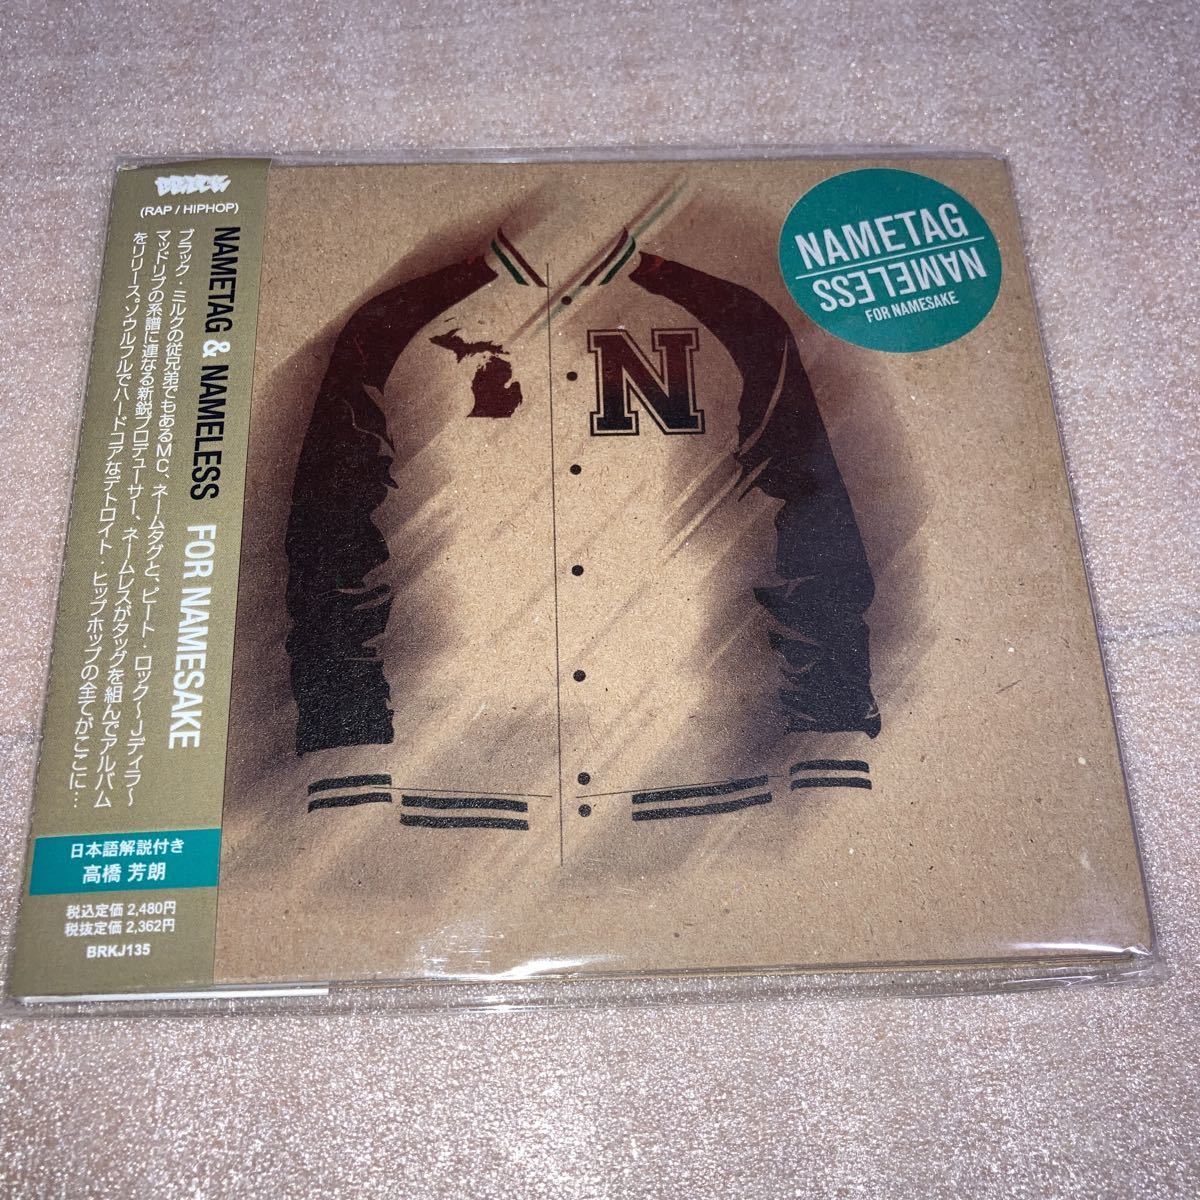 BRICK
(RAP / HIPHOP)
NAMETAG & NAMELESS FOR NAMESAKE
ブラック・ミルクの従兄弟でもあるMC、ネームタグと、ピート・ロック〜Jディラ〜
マッドリブの系譜に連なる新鋭プロデューサー、ネームレスがタッグを組んでアルバム
をリリース。ソウルフルでハードコアなデトロイト・ヒップホップの全てがここに…
日本語解説付き
高橋 芳朗
税込定価 2,480円
税抜定価 2,362円
BRKJ135
N
NAMETAG
NAMELESS
FOR NAMESAKE